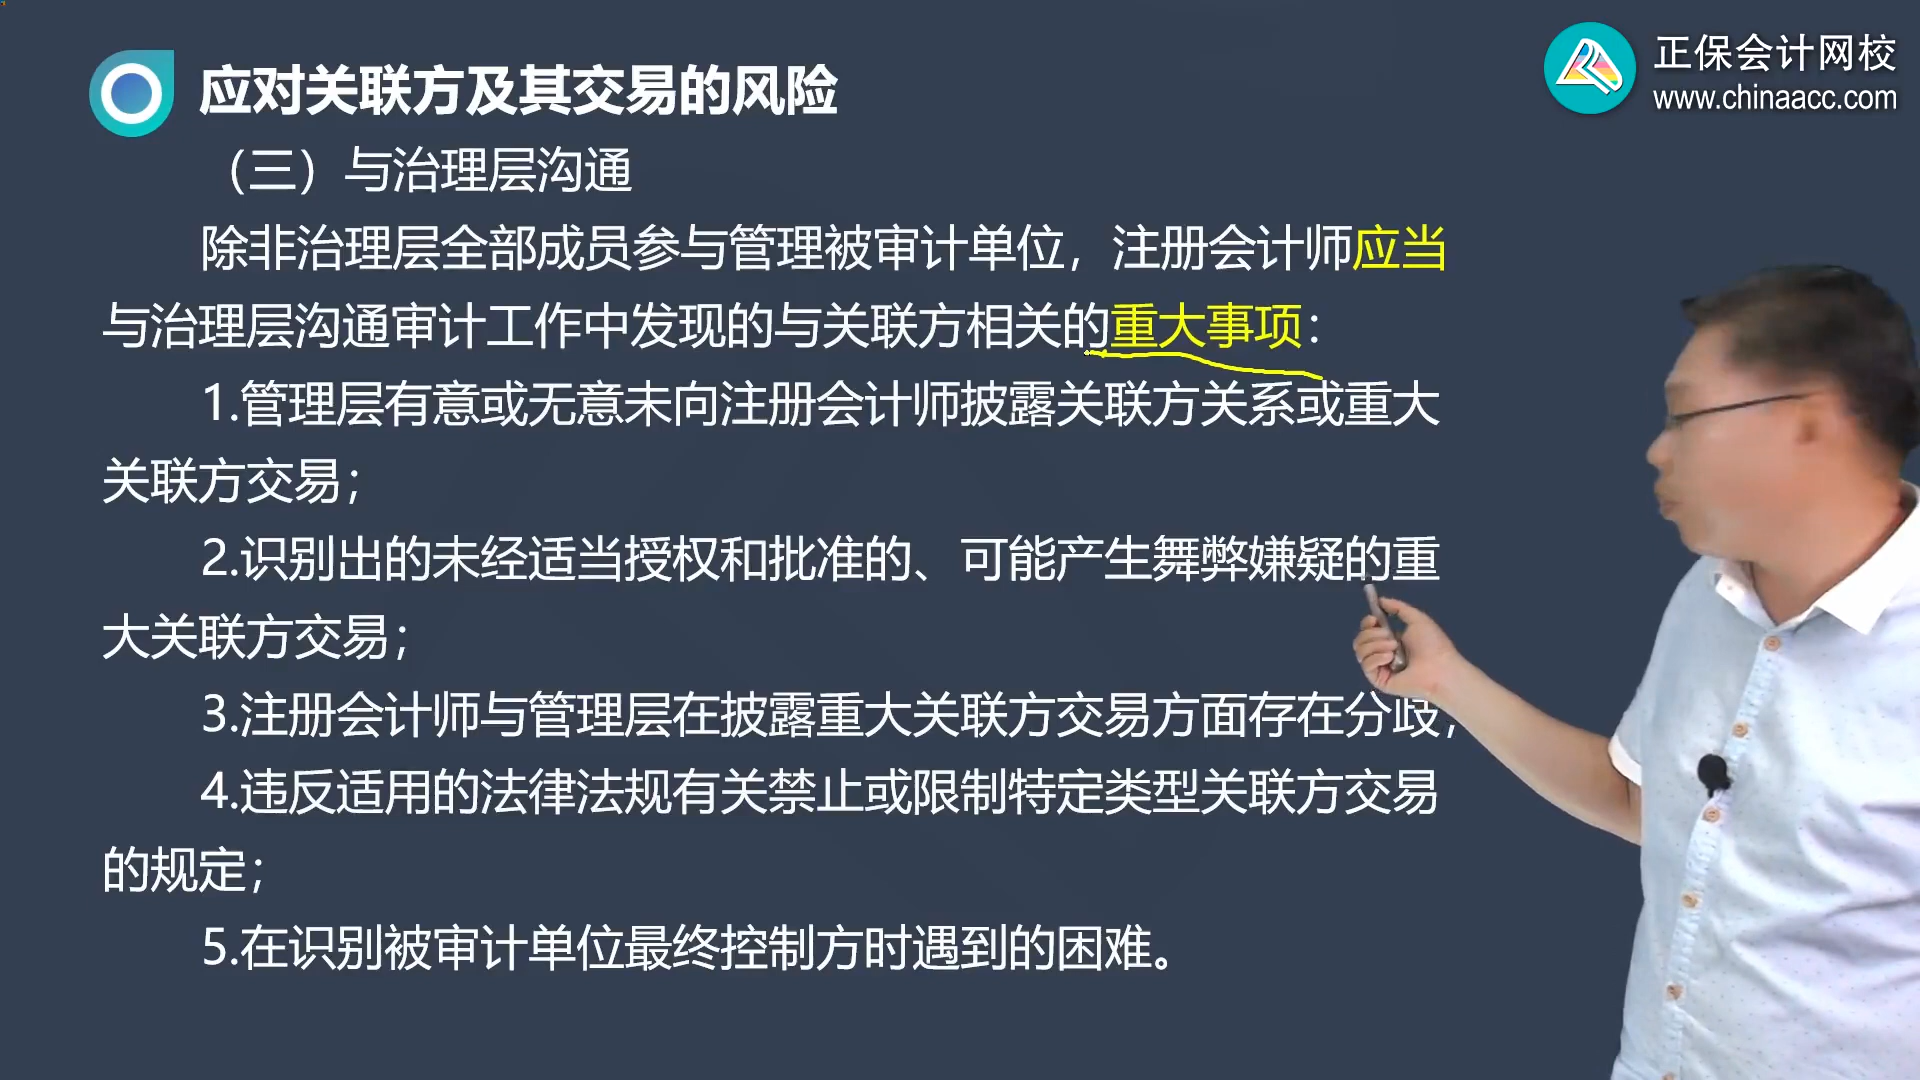 正保会计网校
www.chinaacc.com
应对关联方及其交易的风险
（三）与治理层沟通
除非治理层全部成员参与管理被审计单位，注册会计师应当
与治理层沟通审计工作中发现的与关联方相关的重大事项：
1.管理层有意或无意未向注册会计师披露关联方关系或重大
关联方交易；
2.识别出的未经适当授权和批准的、可能产生舞弊嫌疑的重
大关联方交易；
3.注册会计师与管理层在披露重大关联方交易方面存在分歧；
4.违反适用的法律法规有关禁止或限制特定类型关联方交易
的规定；
5.在识别被审计单位最终控制方时遇到的困难。